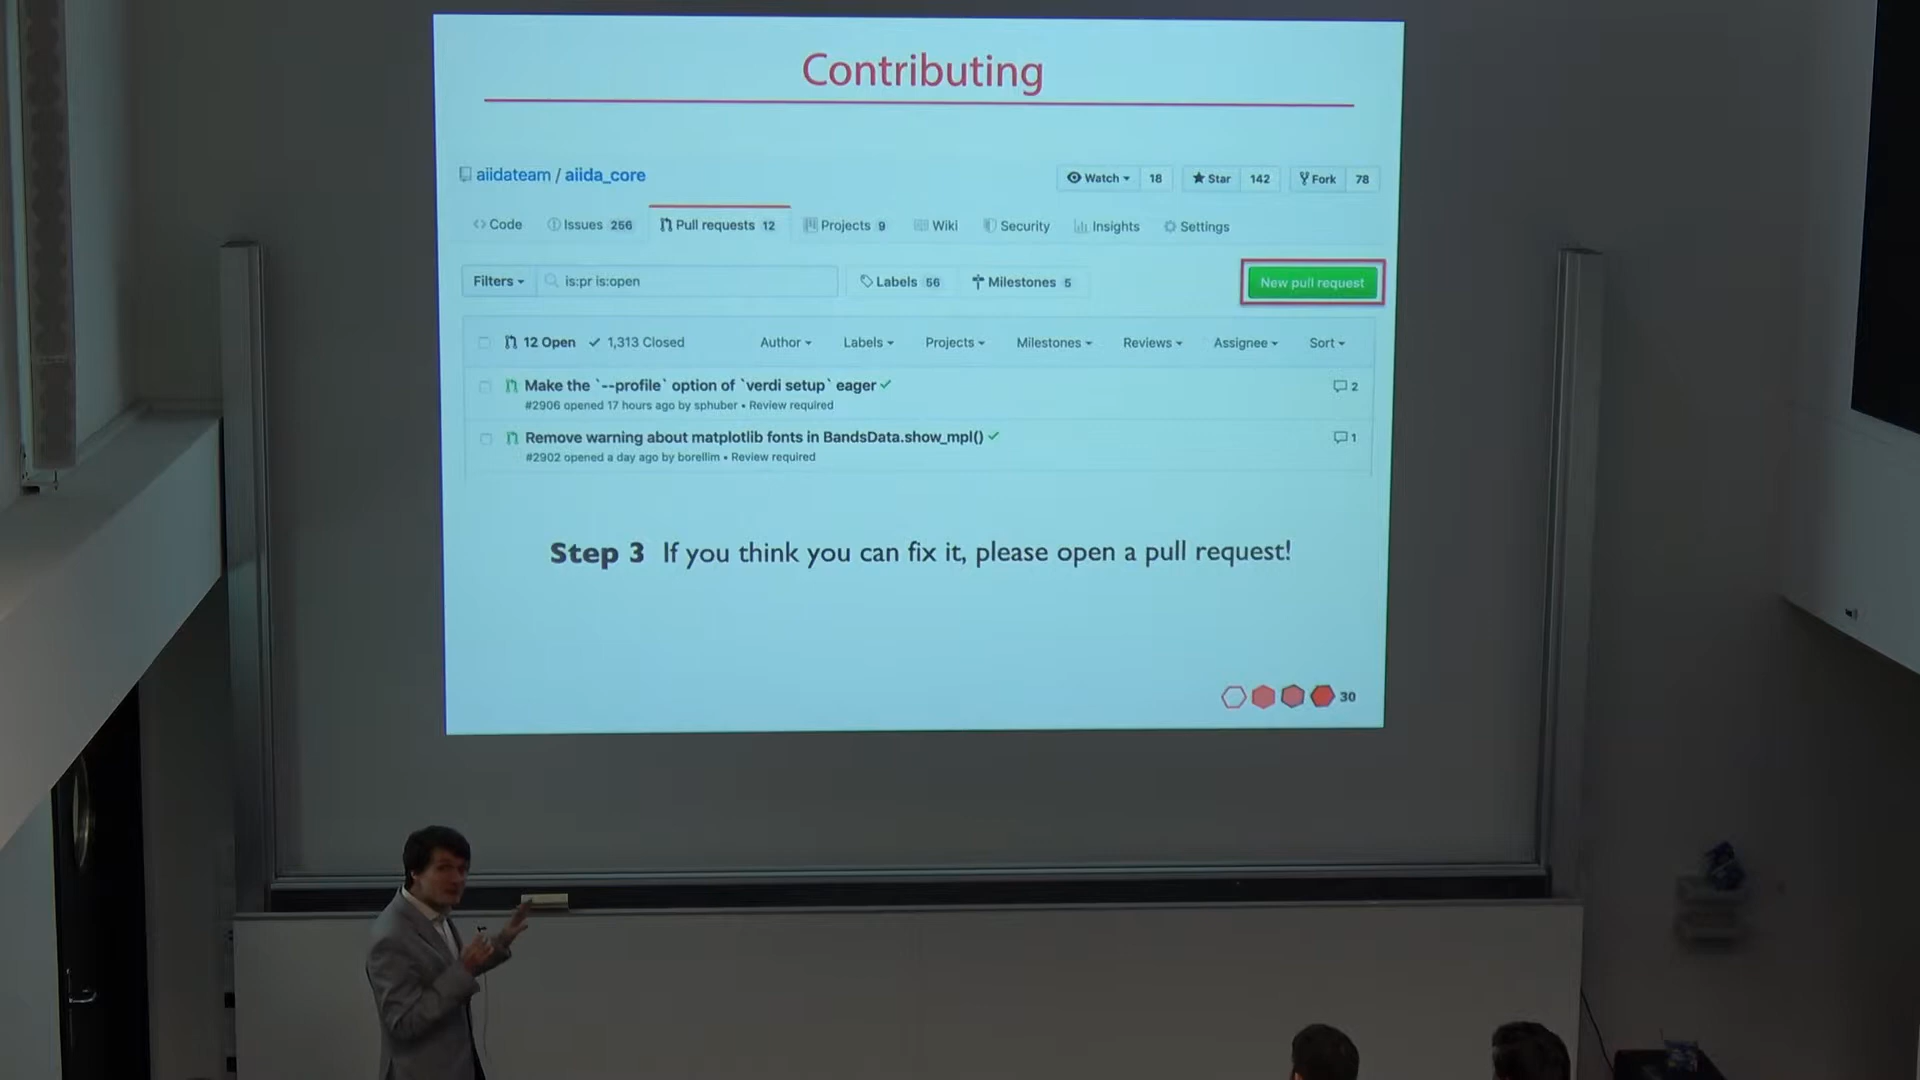 Contributing
aiidateam / aiida_core
Watch 18 Star 142 Fork 78
Code Issues 256 Pull requests 12 Projects 9 Wiki Security Insights Settings
Filters is:pr is:open Labels 56 Milestones 5 New pull request
12 Open 1,313 Closed Author Labels Projects Milestones Reviews Assignee Sort
Make the `--profile` option of `verdi setup` eager 2
#2906 opened 17 hours ago by sphuber • Review required
Remove warning about matplotlib fonts in BandsData.show_mpl() 1
#2902 opened a day ago by borellim • Review required
Step 3 If you think you can fix it, please open a pull request!
30